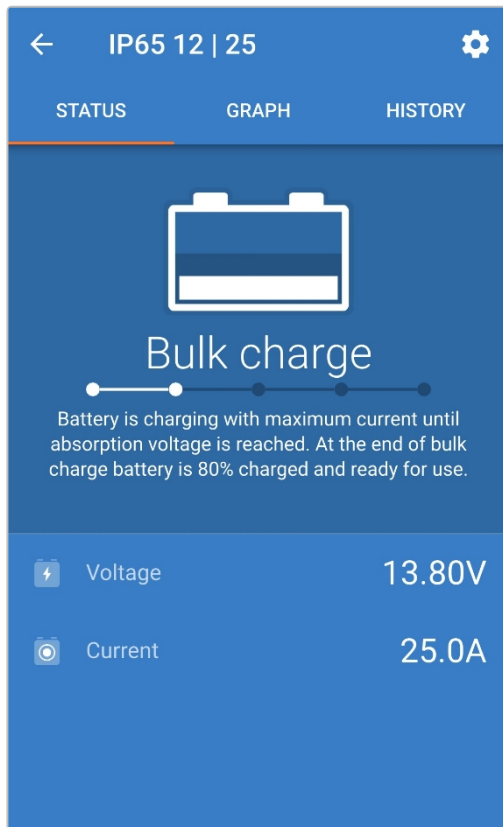 IP65 12 | 25
STATUS GRAPH HISTORY
Bulk charge
Battery is charging with maximum current until
absorption voltage is reached. At the end of bulk
charge battery is 80% charged and ready for use.
Voltage 13.80V
Current 25.0A